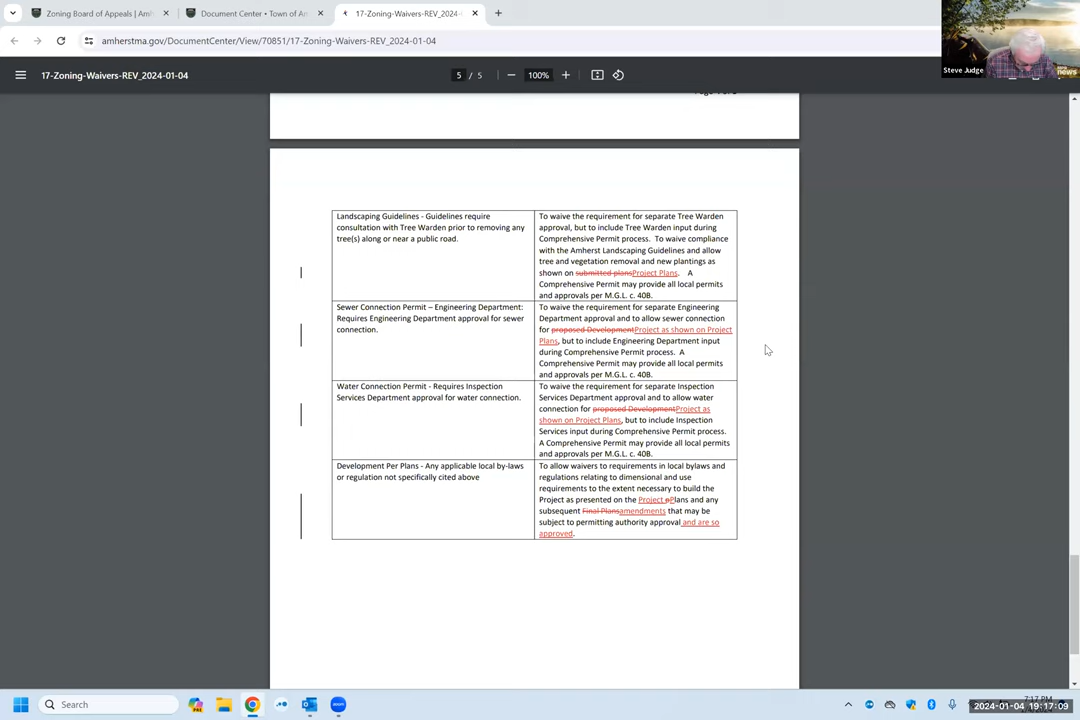 Zoning Board of Appeals | Amh
Document Center • Town of Am
17-Zoning-Waivers-REV_2024-
amherstma.gov/DocumentCenter/View/70851/17-Zoning-Waivers-REV_2024-01-04
Steve Judge
news
17-Zoning-Waivers-REV_2024-01-04
5 / 5
100%
Landscaping Guidelines - Guidelines require
consultation with Tree Warden prior to removing any
tree(s) along or near a public road.
To waive the requirement for separate Tree Warden
approval, but to include Tree Warden input during
Comprehensive Permit process. To waive compliance
with the Amherst Landscaping Guidelines and allow
tree and vegetation removal and new plantings as
shown on submitted plansProject Plans. A
Comprehensive Permit may provide all local permits
and approvals per M.G.L. c. 40B.
Sewer Connection Permit – Engineering Department:
Requires Engineering Department approval for sewer
connection.
To waive the requirement for separate Engineering
Department approval and to allow sewer connection
for proposed DevelopmentProject as shown on Project
Plans, but to include Engineering Department input
during Comprehensive Permit process. A
Comprehensive Permit may provide all local permits
and approvals per M.G.L. c. 40B.
Water Connection Permit - Requires Inspection
Services Department approval for water connection.
To waive the requirement for separate Inspection
Services Department approval and to allow water
connection for proposed DevelopmentProject as
shown on Project Plans, but to include Inspection
Services input during Comprehensive Permit process.
A Comprehensive Permit may provide all local permits
and approvals per M.G.L. c. 40B.
Development Per Plans - Any applicable local by-laws
or regulation not specifically cited above
To allow waivers to requirements in local bylaws and
regulations relating to dimensional and use
requirements to the extent necessary to build the
Project as presented on the Project pPlans and any
subsequent Final Plansamendments that may be
subject to permitting authority approval and are so
approved.
Search
7:17 PM
2024-01-04 19:17:09